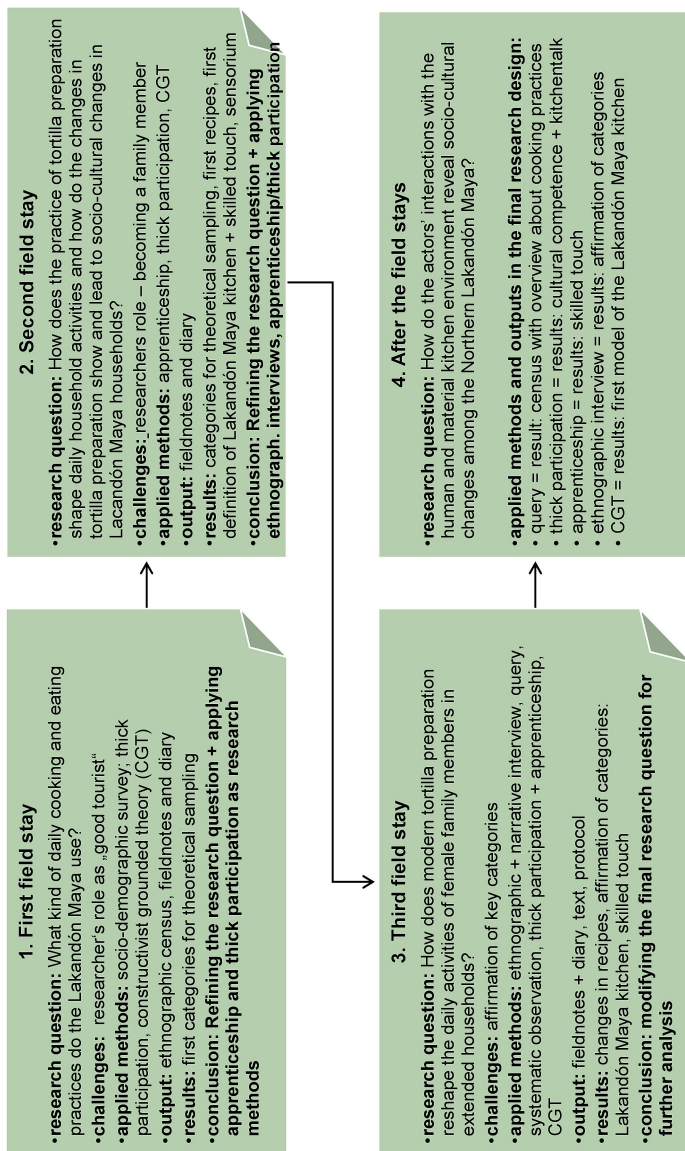 1. First field stay
•research question: What kind of daily cooking and eating
practices do the Lakandón Maya use?
•challenges: researcher's role as „good tourist“
•applied methods: socio-demographic survey; thick
participation, constructivist grounded theory (CGT)
•output: ethnographic census, fieldnotes and diary
•results: first categories for theoretical sampling
•conclusion: Refining the research question + applying
apprenticeship and thick participation as research
methods
2. Second field stay
•research question: How does the practice of tortilla preparation
shape daily household activities and how do the changes in
tortilla preparation show and lead to socio-cultural changes in
Lacandón Maya households?
•challenges: researchers role – becoming a family member
•applied methods: apprenticeship, thick participation, CGT
•output: fieldnotes and diary
•results: categories for theoretical sampling, first recipes, first
definition of Lakandón Maya kitchen + skilled touch, sensorium
•conclusion: Refining the research question + applying
ethnograph. interviews, apprenticeship/thick participation
3. Third field stay
•research question: How does modern tortilla preparation
reshape the daily activities of female family members in
extended households?
•challenges: affirmation of key categories
•applied methods: ethnographic + narrative interview, query,
systematic observation, thick participation + apprenticeship,
CGT
•output: fieldnotes + diary, text, protocol
•results: changes in recipes, affirmation of categories:
Lakandón Maya kitchen, skilled touch
•conclusion: modifying the final research question for
further analysis
4. After the field stays
•research question: How do the actors' interactions with the
human and material kitchen environment reveal socio-cultural
changes among the Northern Lakandón Maya?
•applied methods and outputs in the final research design:
• query = result: census with overview about cooking practices
• thick participation = results: cultural competence + kitchentalk
• apprenticeship = results: skilled touch
• ethnographic interview = results: affirmation of categories
• CGT = results: first model of the Lakandón Maya kitchen